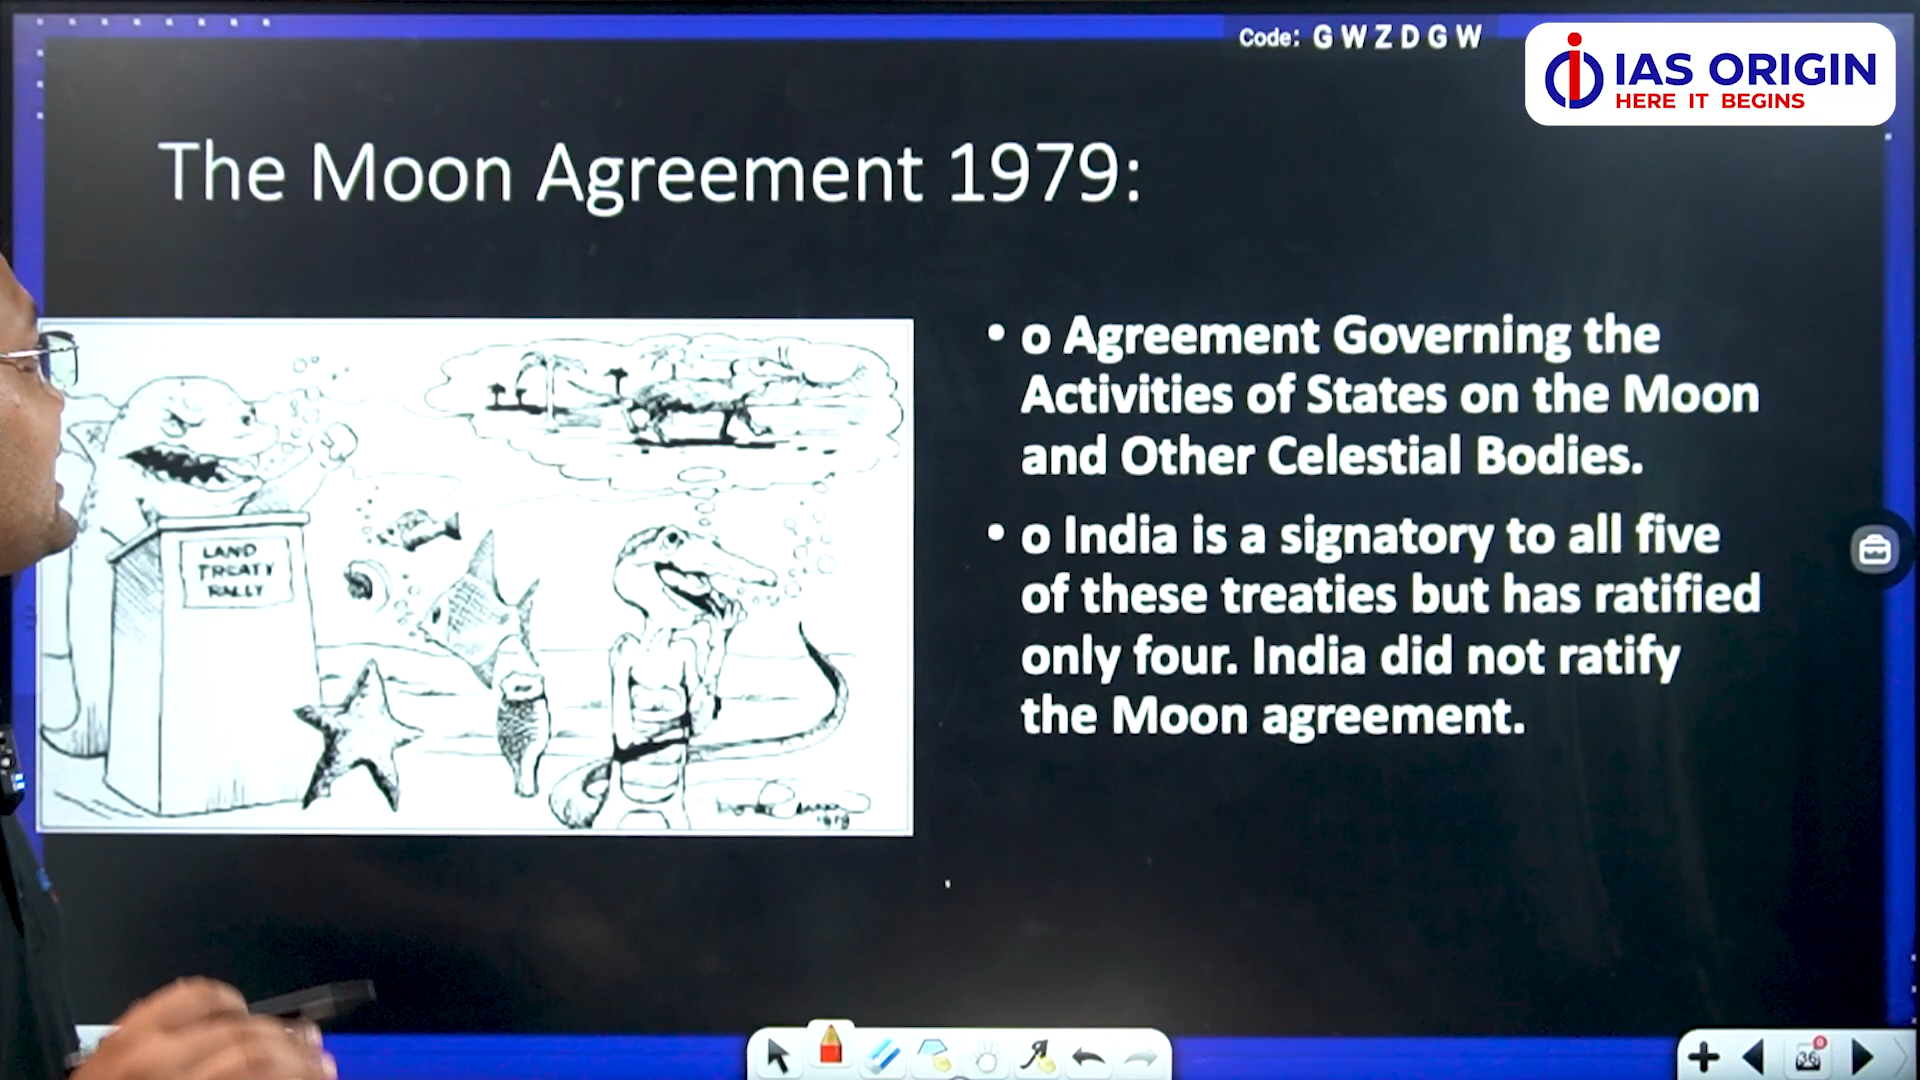 Code: G W Z D G W
IAS ORIGIN
HERE IT BEGINS
The Moon Agreement 1979:
• o Agreement Governing the
Activities of States on the Moon
and Other Celestial Bodies.
• o India is a signatory to all five
of these treaties but has ratified
only four. India did not ratify
the Moon agreement.
LAND
TREATY
RALLY
36